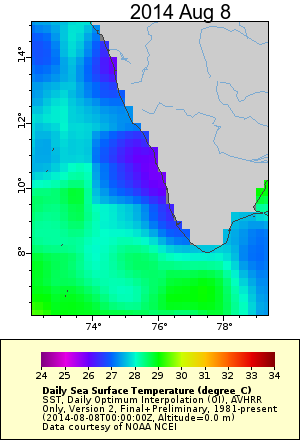 2014 Aug 8
14°
12°
10°
8°
74° 76° 78°
24 25 26 27 28 29 30 31 32 33 34
Daily Sea Surface Temperature (degree_C)
SST, Daily Optimum Interpolation (OI), AVHRR
Only, Version 2, Final+Preliminary, 1981-present
(2014-08-08T00:00:00Z, Altitude=0.0 m)
Data courtesy of NOAA NCEI